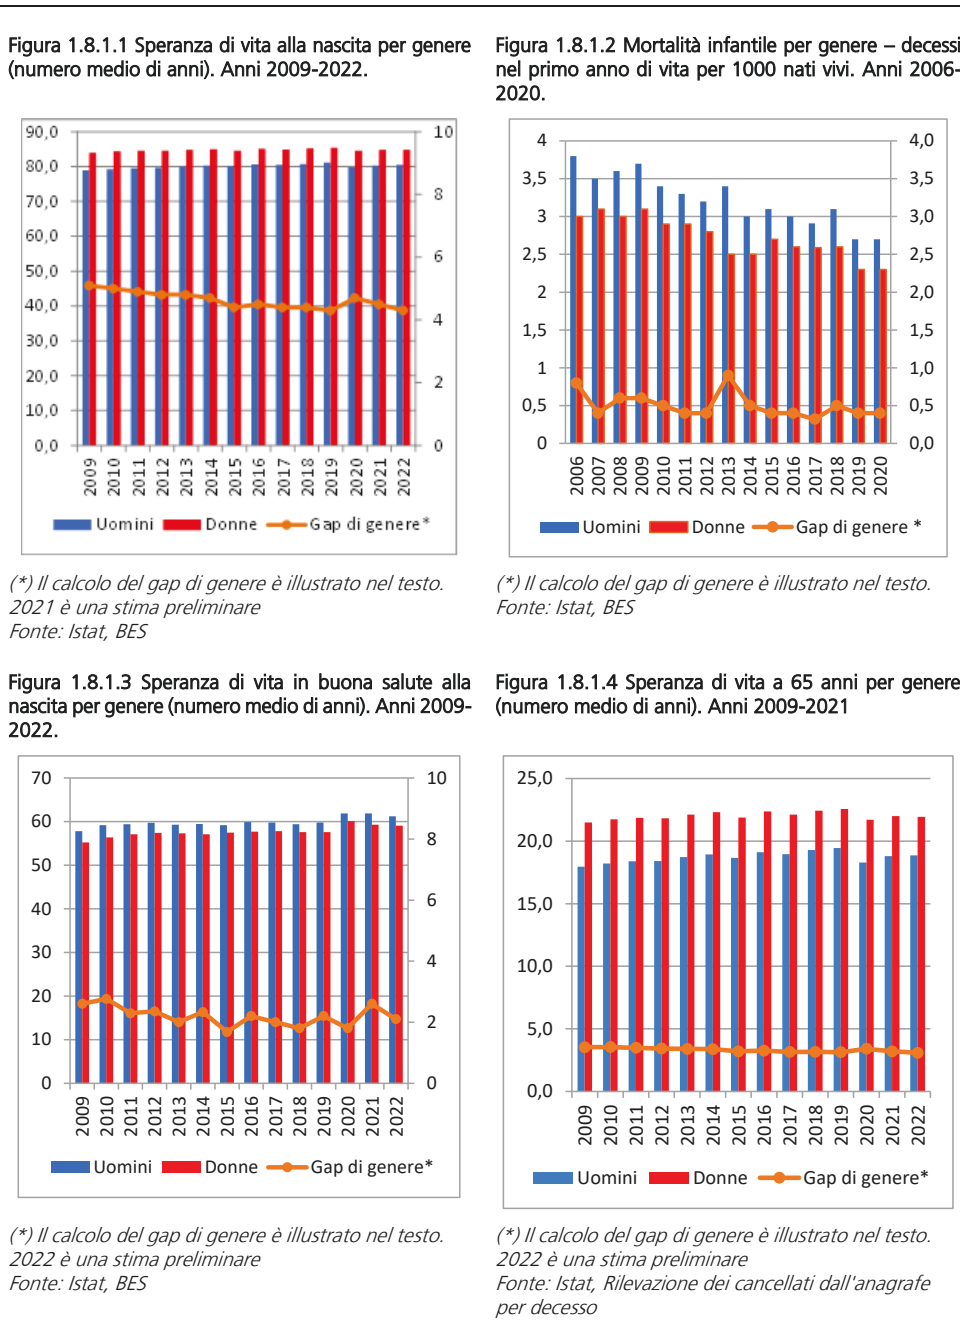 Figura 1.8.1.1 Speranza di vita alla nascita per genere
(numero medio di anni). Anni 2009-2022.
90,0
80,0
70,0
60,0
50,0
40,0
30,0
20,0
10,0
0,0
10
8
6
4
2
0
2009 2010 2011 2012 2013 2014 2015 2016 2017 2018 2019 2020 2021 2022
Uomini Donne Gap di genere*
(*) Il calcolo del gap di genere è illustrato nel testo.
2021 è una stima preliminare
Fonte: Istat, BES
Figura 1.8.1.2 Mortalità infantile per genere – decessi
nel primo anno di vita per 1000 nati vivi. Anni 2006-
2020.
4
3,5
3
2,5
2
1,5
1
0,5
0
4,0
3,5
3,0
2,5
2,0
1,5
1,0
0,5
0,0
2006 2007 2008 2009 2010 2011 2012 2013 2014 2015 2016 2017 2018 2019 2020
Uomini Donne Gap di genere *
(*) Il calcolo del gap di genere è illustrato nel testo.
Fonte: Istat, BES
Figura 1.8.1.3 Speranza di vita in buona salute alla
nascita per genere (numero medio di anni). Anni 2009-
2022.
70
60
50
40
30
20
10
0
10
8
6
4
2
0
2009 2010 2011 2012 2013 2014 2015 2016 2017 2018 2019 2020 2021 2022
Uomini Donne Gap di genere*
(*) Il calcolo del gap di genere è illustrato nel testo.
2022 è una stima preliminare
Fonte: Istat, BES
Figura 1.8.1.4 Speranza di vita a 65 anni per genere
(numero medio di anni). Anni 2009-2021
25,0
20,0
15,0
10,0
5,0
0,0
2009 2010 2011 2012 2013 2014 2015 2016 2017 2018 2019 2020 2021 2022
Uomini Donne Gap di genere*
(*) Il calcolo del gap di genere è illustrato nel testo.
2022 è una stima preliminare
Fonte: Istat, Rilevazione dei cancellati dall'anagrafe
per decesso